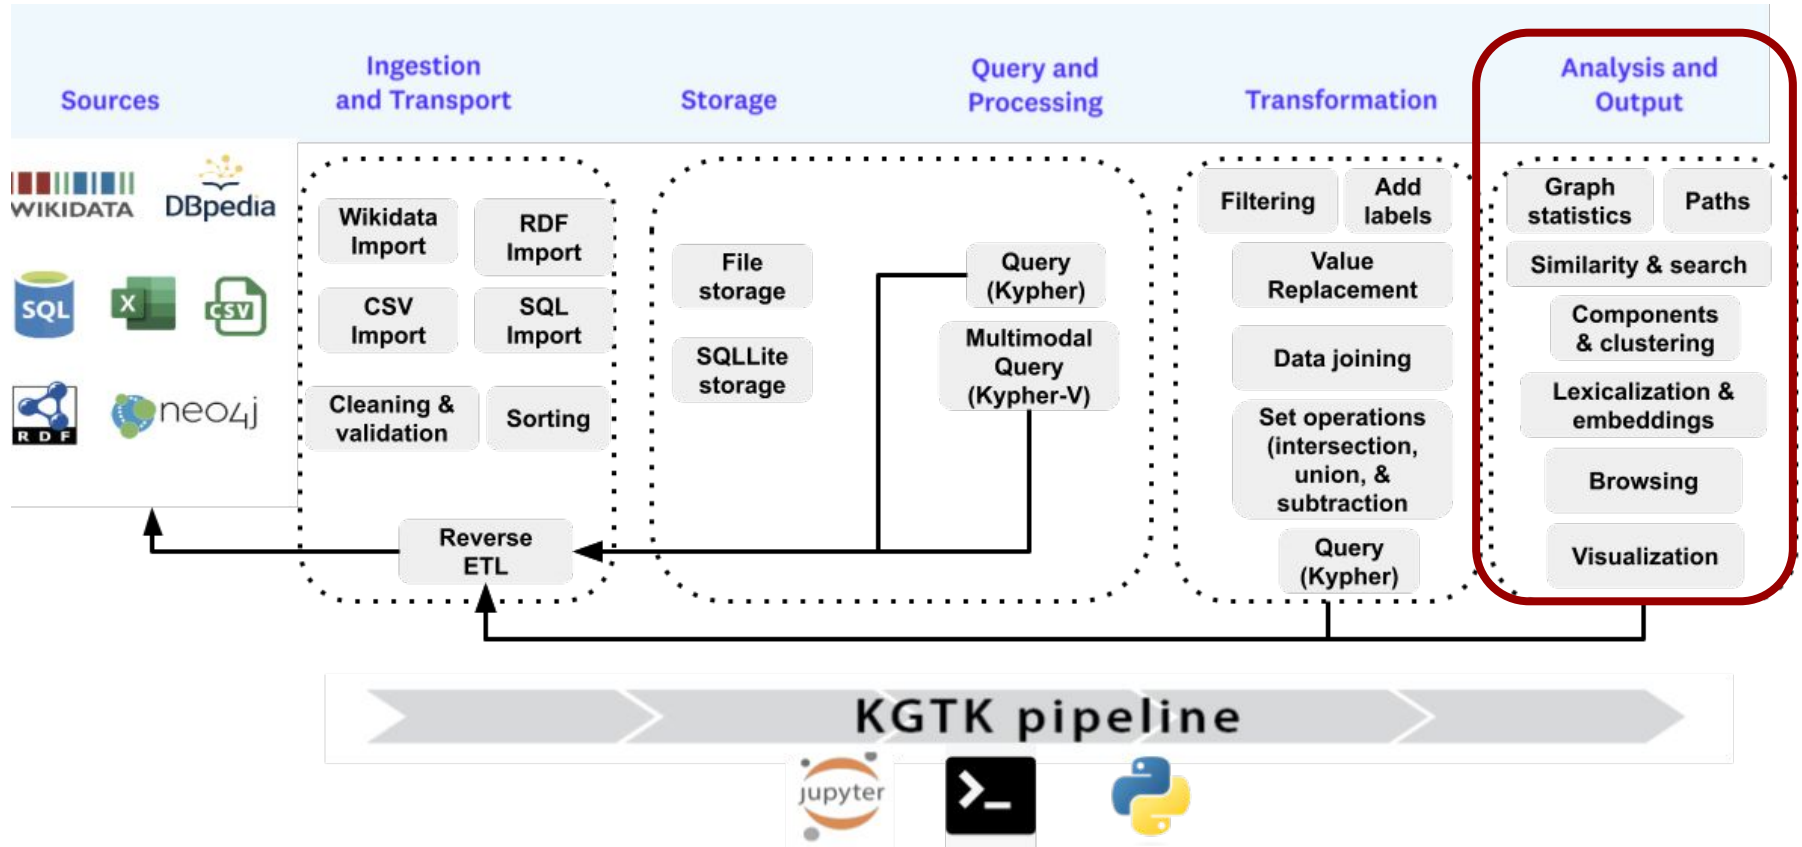 Sources
Ingestion
and Transport
Storage
Query and
Processing
Transformation
Analysis and
Output
WIKIDATA
DBpedia
SQL
X
CSV
RDF
neo4j
Wikidata
Import
RDF
Import
CSV
Import
SQL
Import
Cleaning &
validation
Sorting
Reverse
ETL
File
storage
SQLLite
storage
Query
(Kypher)
Multimodal
Query
(Kypher-V)
Filtering
Add
labels
Value
Replacement
Data joining
Set operations
(intersection,
union, &
subtraction
Query
(Kypher)
Graph
statistics
Paths
Similarity & search
Components
& clustering
Lexicalization &
embeddings
Browsing
Visualization
KGTK pipeline
jupyter
>_